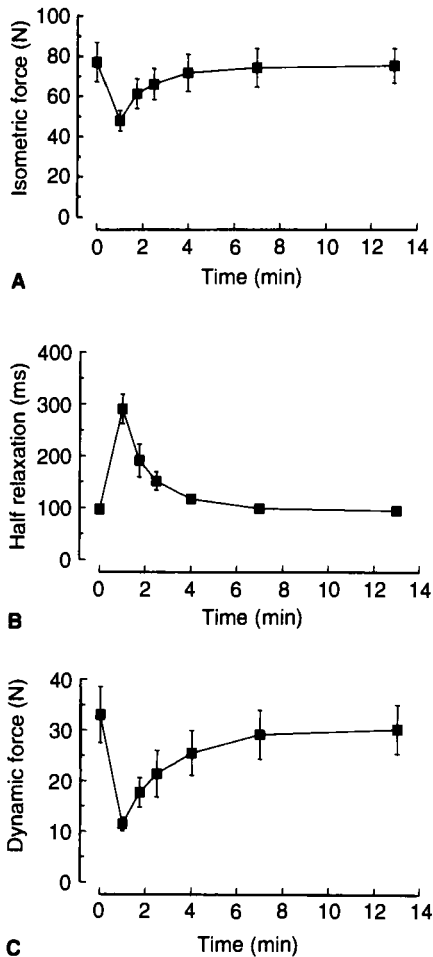 Isometric force (N)
100
80
60
40
20
0
0 2 4 6 8 10 12 14
Time (min)
A
Half relaxation (ms)
400
300
200
100
0
0 2 4 6 8 10 12 14
Time (min)
B
Dynamic force (N)
40
30
20
10
0
0 2 4 6 8 10 12 14
Time (min)
C